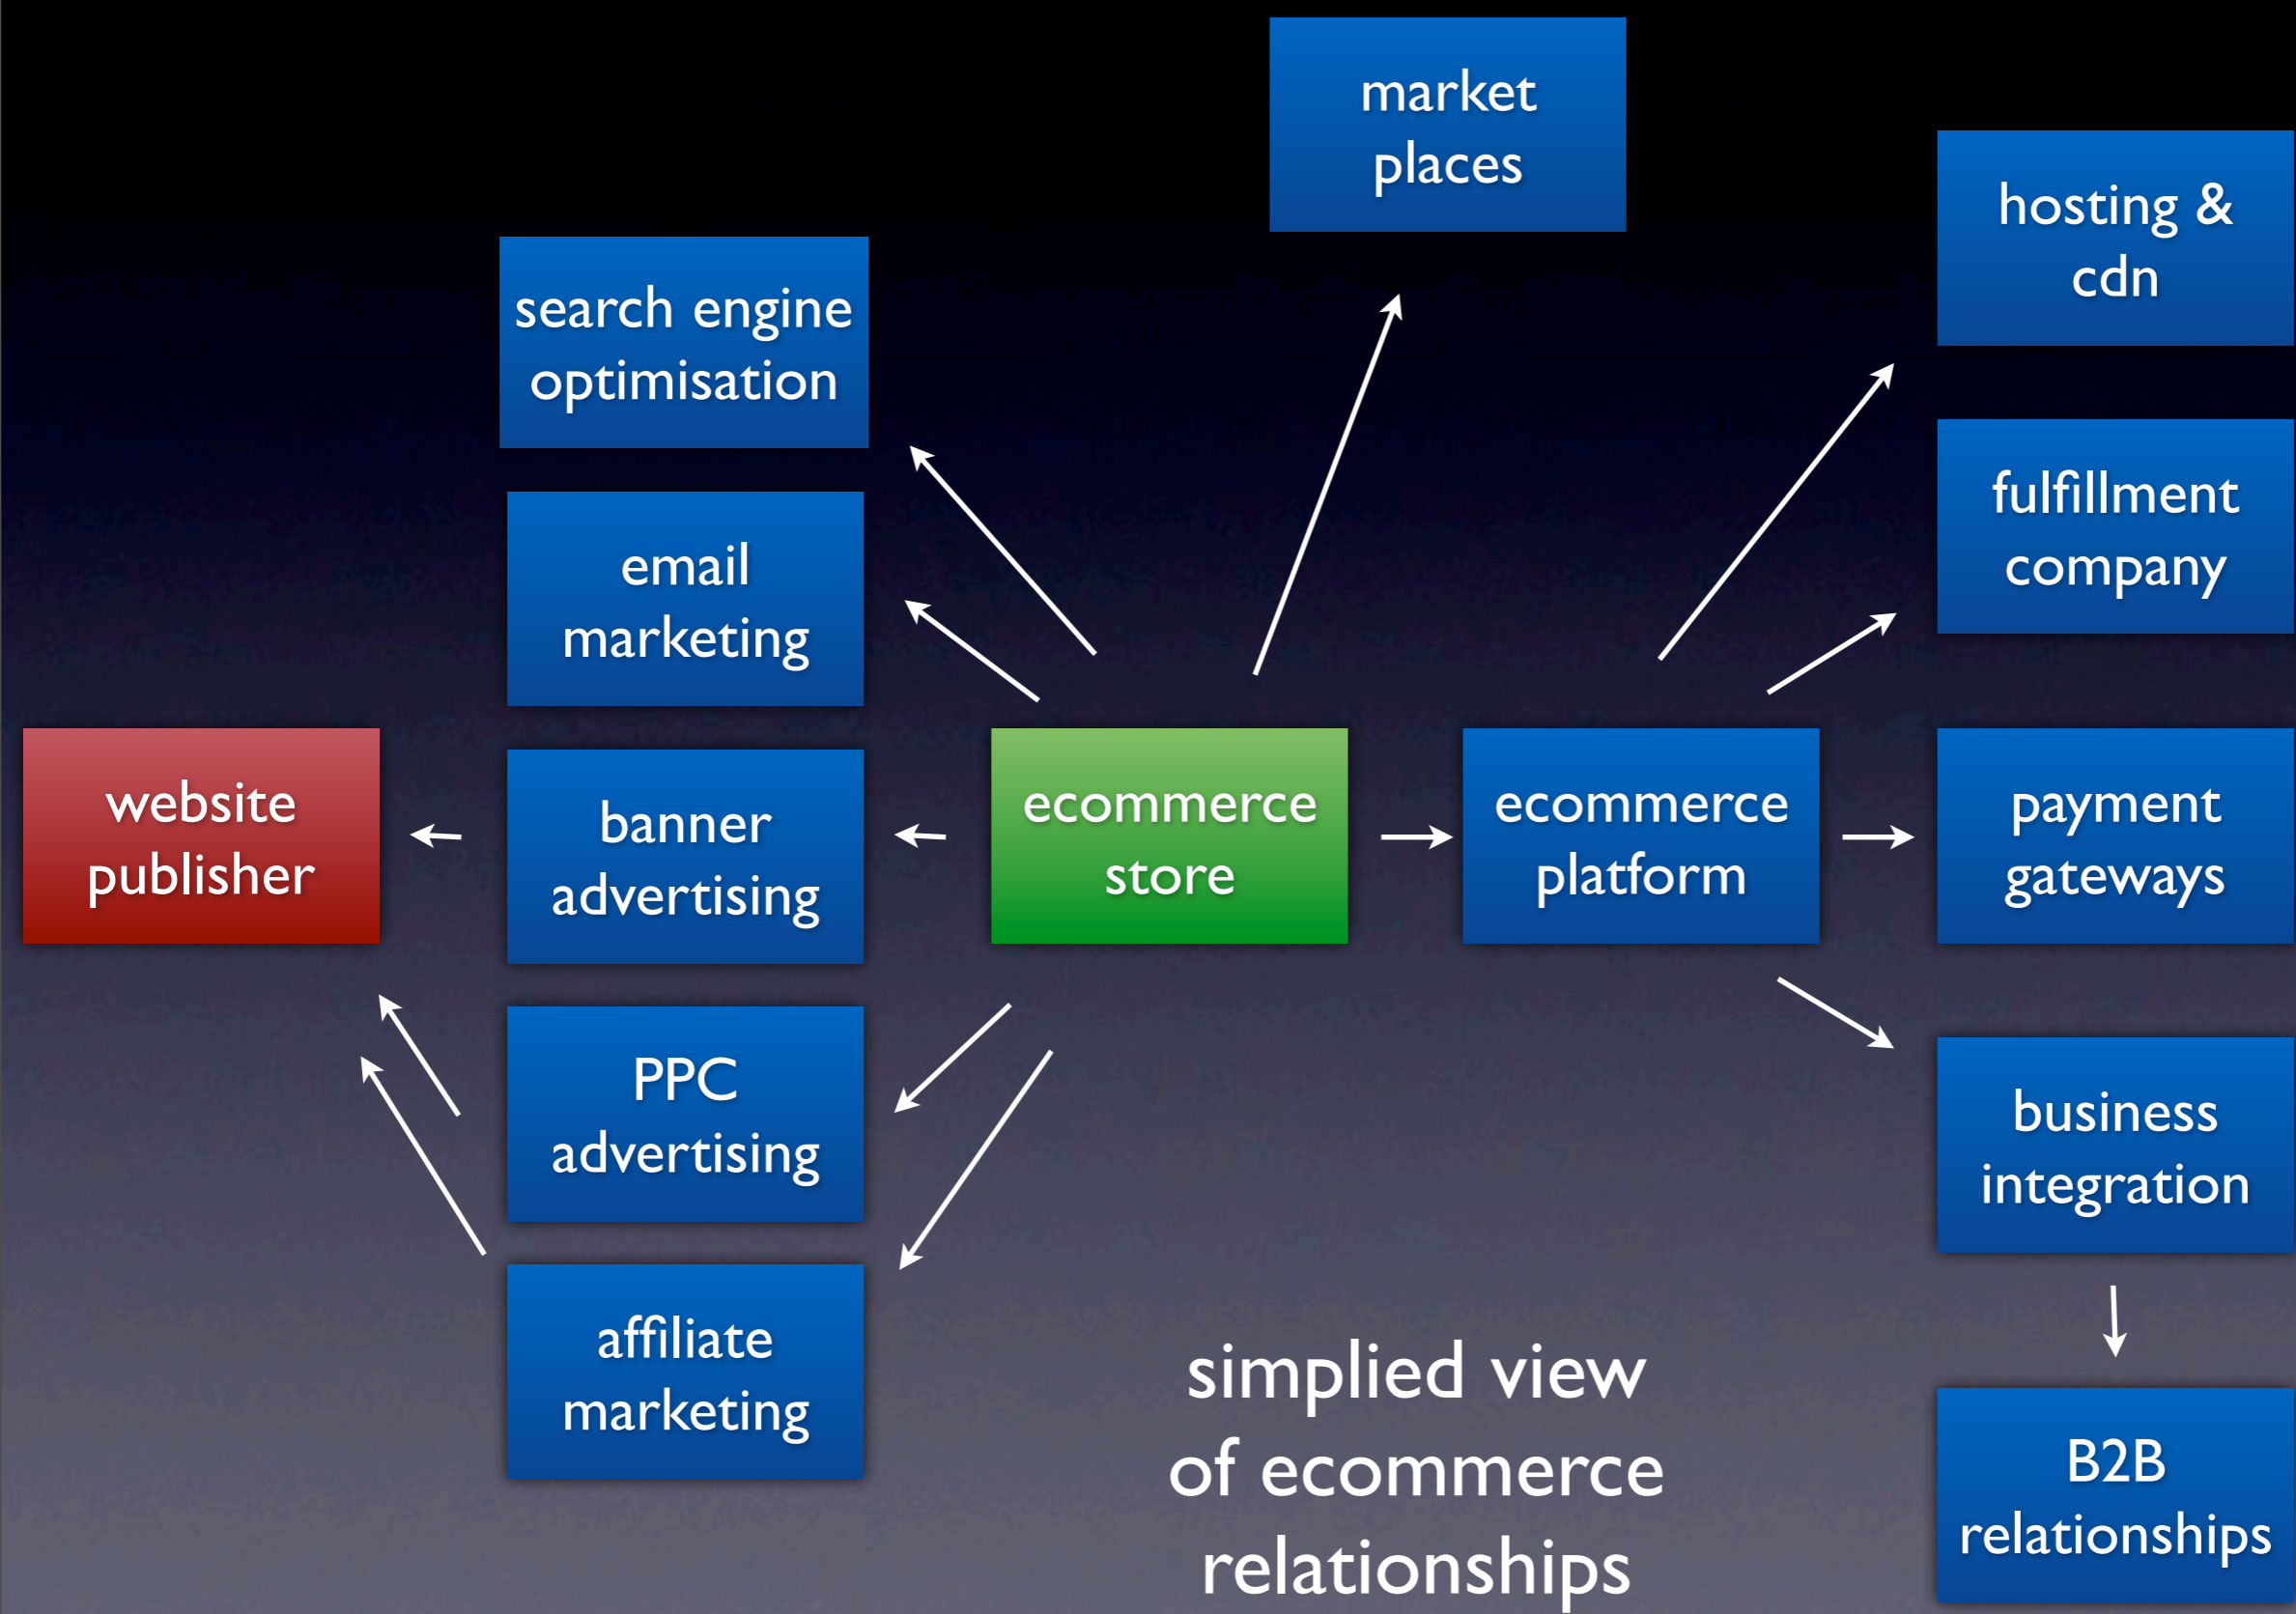 market
places
hosting &
cdn
search engine
optimisation
fulfillment
company
email
marketing
website
publisher
banner
advertising
ecommerce
store
ecommerce
platform
payment
gateways
PPC
advertising
business
integration
affiliate
marketing
simplied view
of ecommerce
relationships
B2B
relationships